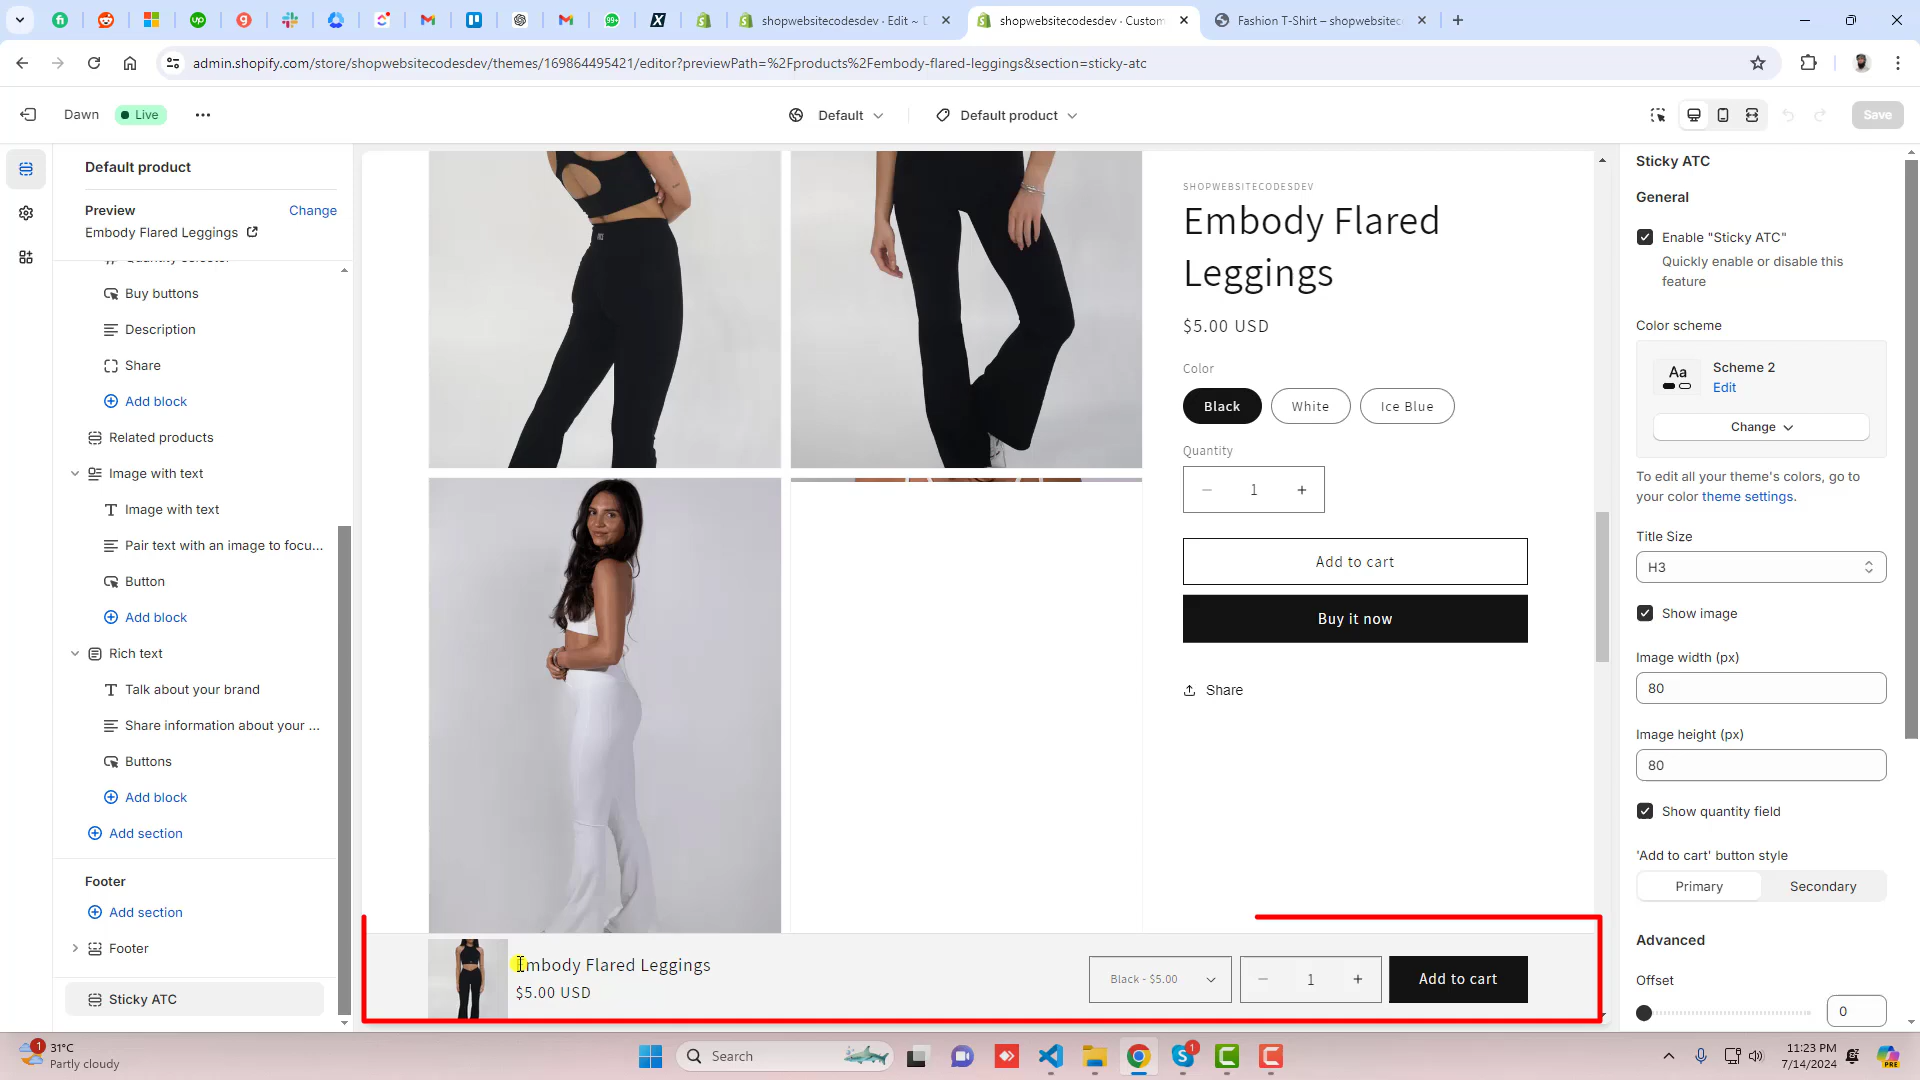 shopwebsitecodesdev · Edit ~ D
shopwebsitecodesdev · Custom
Fashion T-Shirt – shopwebsitec
admin.shopify.com/store/shopwebsitecodesdev/themes/169864495421/editor?previewPath=%2Fproducts%2Fembody-flared-leggings&section=sticky-atc
Dawn
Live
Default
Default product
Save
Default product
Preview
Change
Embody Flared Leggings
Quantity selector
Buy buttons
Description
Share
Add block
Related products
Image with text
Image with text
Pair text with an image to focu...
Button
Add block
Rich text
Talk about your brand
Share information about your ...
Buttons
Add block
Add section
Footer
Add section
Footer
Sticky ATC
SHOPWEBSITECODESDEV
Embody Flared
Leggings
$5.00 USD
Color
Black
White
Ice Blue
Quantity
1
Add to cart
Buy it now
Share
Embody Flared Leggings
$5.00 USD
Black - $5.00
1
Add to cart
Sticky ATC
General
Enable "Sticky ATC"
Quickly enable or disable this
feature
Color scheme
Aa
Scheme 2
Edit
Change
To edit all your theme's colors, go to
your color theme settings.
Title Size
H3
Show image
Image width (px)
80
Image height (px)
80
Show quantity field
'Add to cart' button style
Primary
Secondary
Advanced
Offset
0
1
31°C
Partly cloudy
Search
1
11:23 PM
7/14/2024
PRE